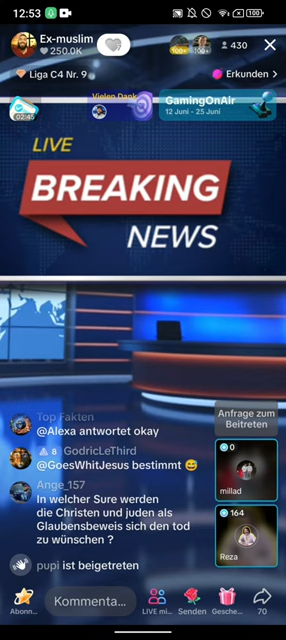 12:53
100
Ex-muslim
250.0K
100+
100+
430
Liga C4 Nr. 9
Erkunden
02:45
Vielen Dank
GamingOnAir
12 Juni - 25 Juni
LIVE
BREAKING
NEWS
Top Fakten
@Alexa antwortet okay
8 GodricLeThird
@GoesWhitJesus bestimmt 😅
Ange_157
In welcher Sure werden
die Christen und juden als
Glaubensbeweis sich den tod
zu wünschen ?
pupi ist beigetreten
Anfrage zum
Beitreten
0
millad
164
Reza
Abonn...
Kommenta...
LIVE mi...
Senden
Gesche...
70